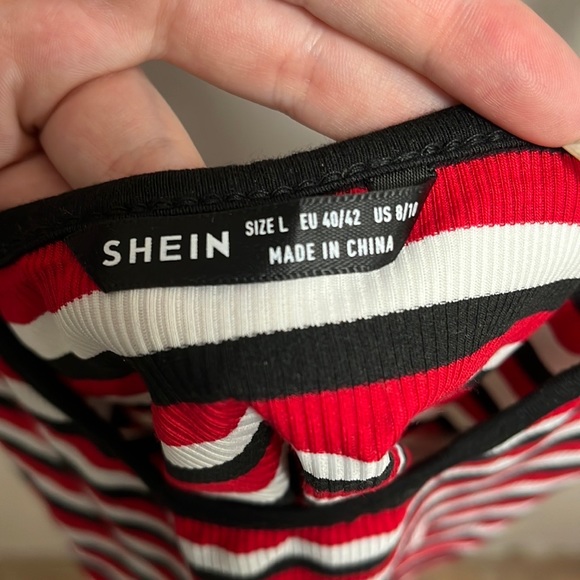 SHEIN
SIZE L EU 40/42 US 8/10
MADE IN CHINA